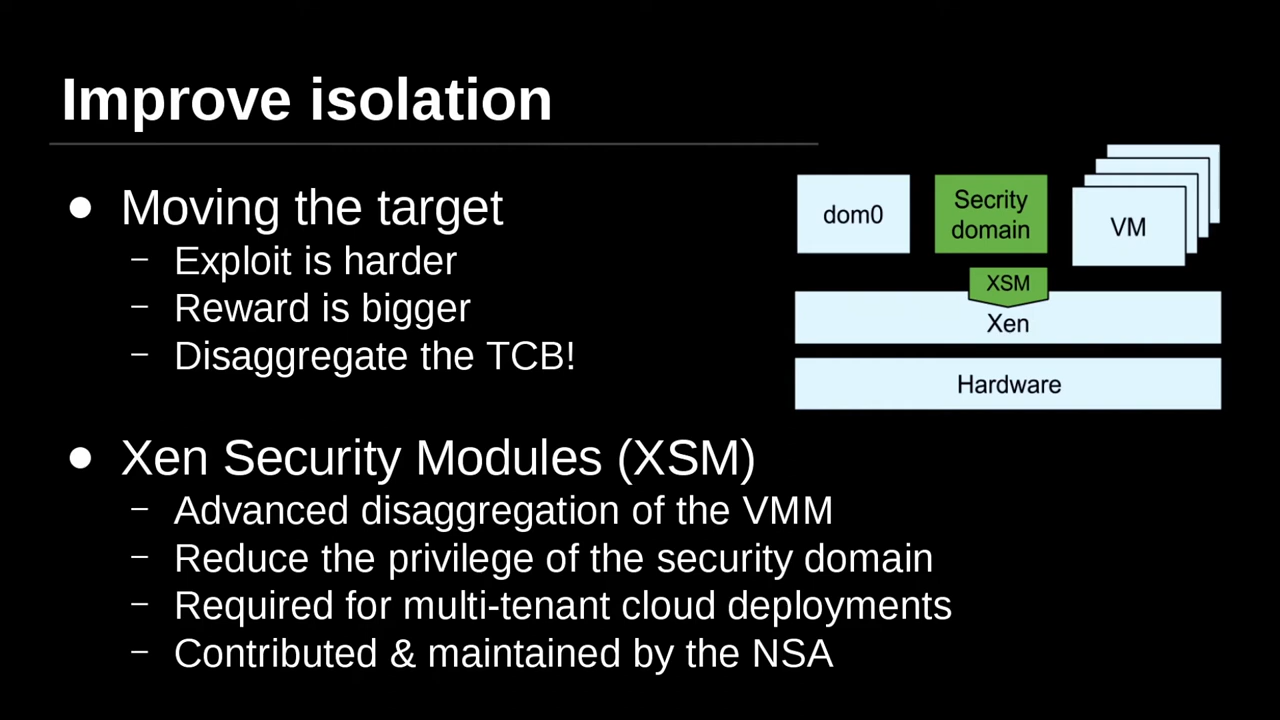 Improve isolation
● Moving the target
– Exploit is harder
– Reward is bigger
– Disaggregate the TCB!
● Xen Security Modules (XSM)
– Advanced disaggregation of the VMM
– Reduce the privilege of the security domain
– Required for multi-tenant cloud deployments
– Contributed & maintained by the NSA
dom0
Secrity
domain
VM
XSM
Xen
Hardware